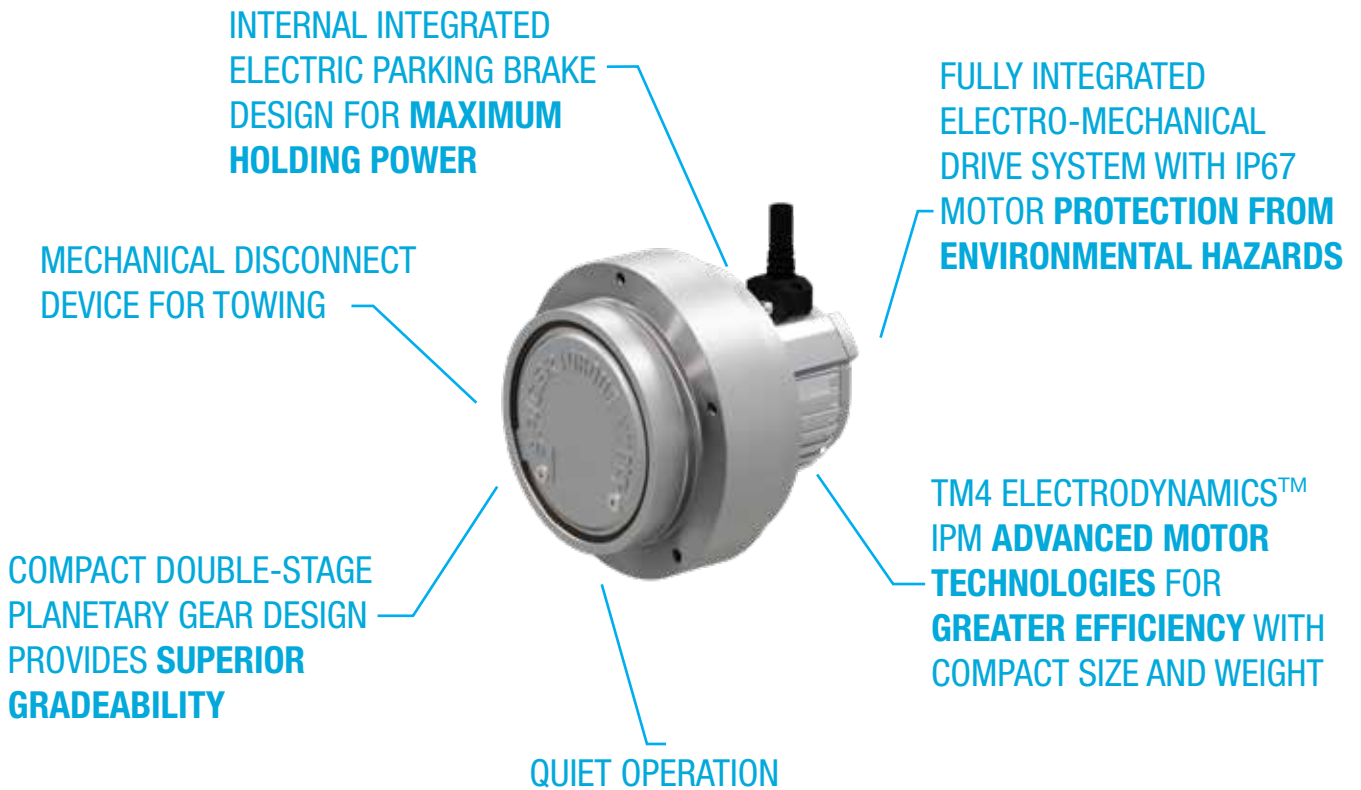 INTERNAL INTEGRATED
ELECTRIC PARKING BRAKE
DESIGN FOR MAXIMUM
HOLDING POWER
FULLY INTEGRATED
ELECTRO-MECHANICAL
DRIVE SYSTEM WITH IP67
MOTOR PROTECTION FROM
ENVIRONMENTAL HAZARDS
MECHANICAL DISCONNECT
DEVICE FOR TOWING
COMPACT DOUBLE-STAGE
PLANETARY GEAR DESIGN
PROVIDES SUPERIOR
GRADEABILITY
TM4 ELECTRODYNAMICS™
IPM ADVANCED MOTOR
TECHNOLOGIES FOR
GREATER EFFICIENCY WITH
COMPACT SIZE AND WEIGHT
QUIET OPERATION